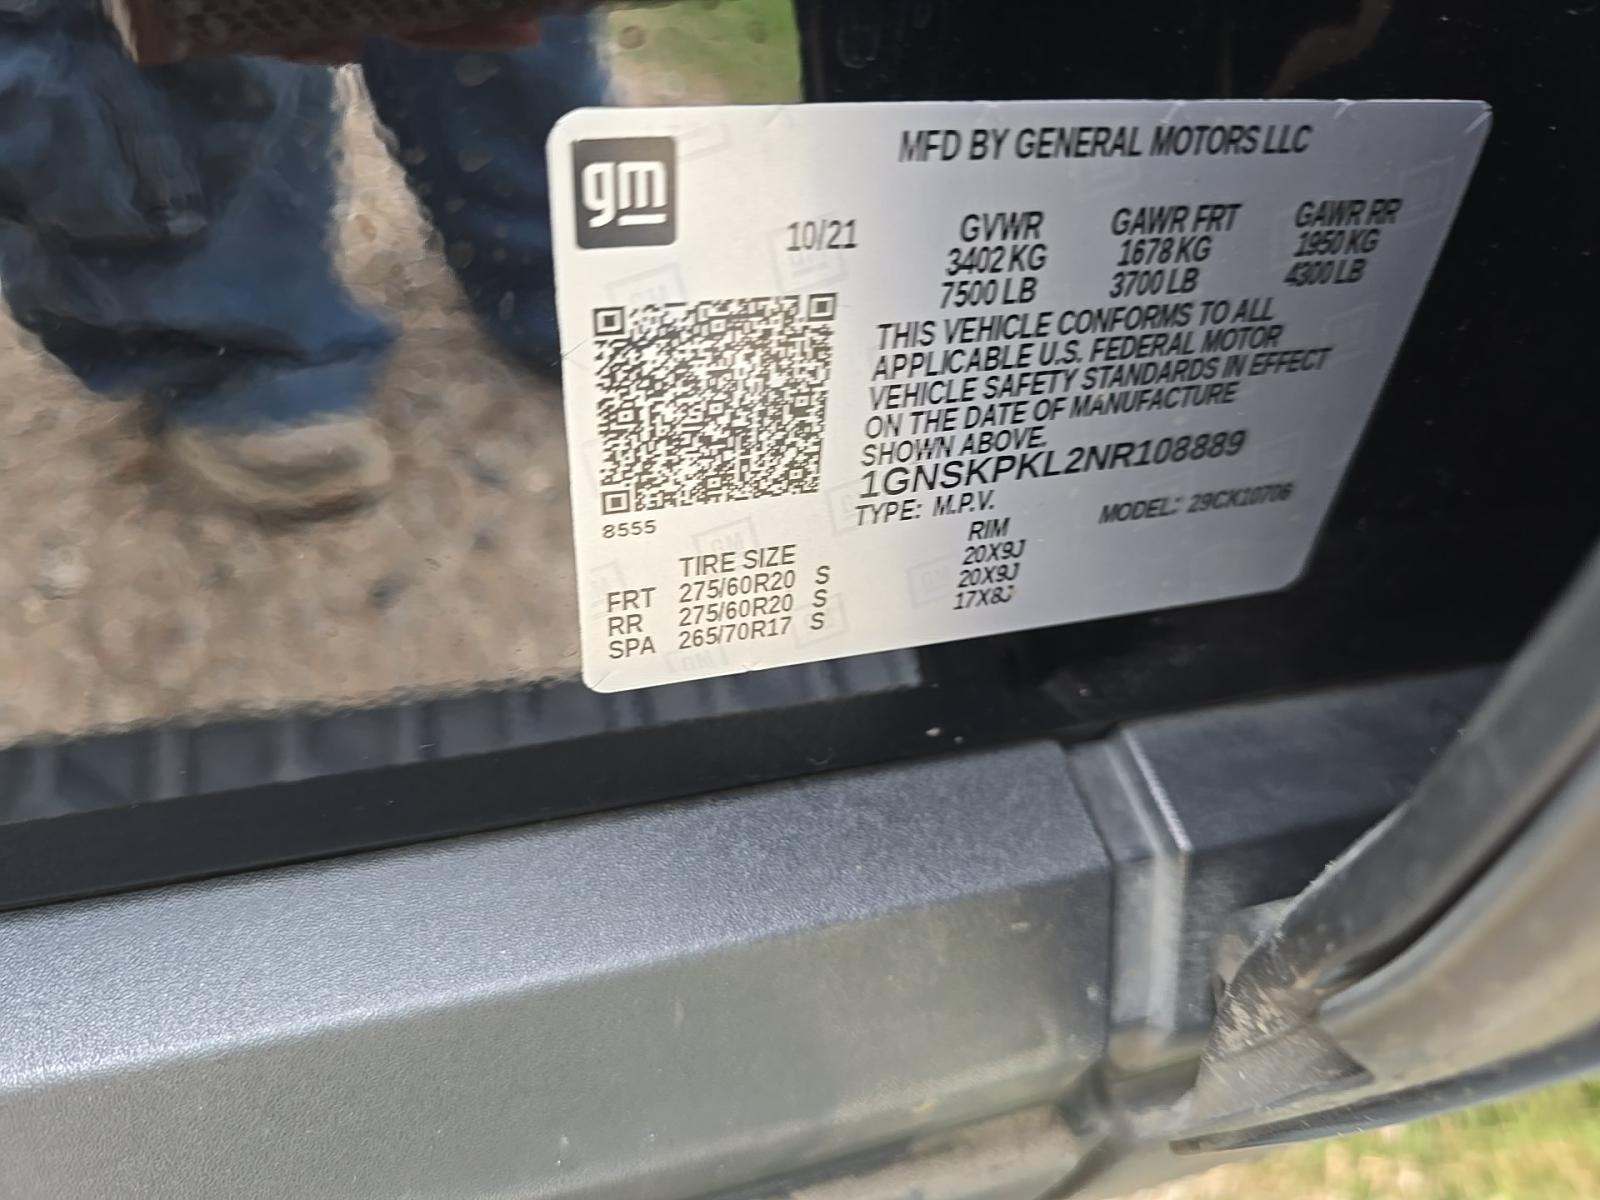 gm
MFD BY GENERAL MOTORS LLC
10/21 GVWR GAWR FRT GAWR RR
3402 KG 1678 KG 1950 KG
7500 LB 3700 LB 4300 LB
THIS VEHICLE CONFORMS TO ALL
APPLICABLE U.S. FEDERAL MOTOR
VEHICLE SAFETY STANDARDS IN EFFECT
ON THE DATE OF MANUFACTURE
SHOWN ABOVE.
1GNSKPKL2NR108889
TYPE: M.P.V. MODEL: 29CK10706
8555
TIRE SIZE RIM
FRT 275/60R20 S 20X9J
RR 275/60R20 S 20X9J
SPA 265/70R17 S 17X8J